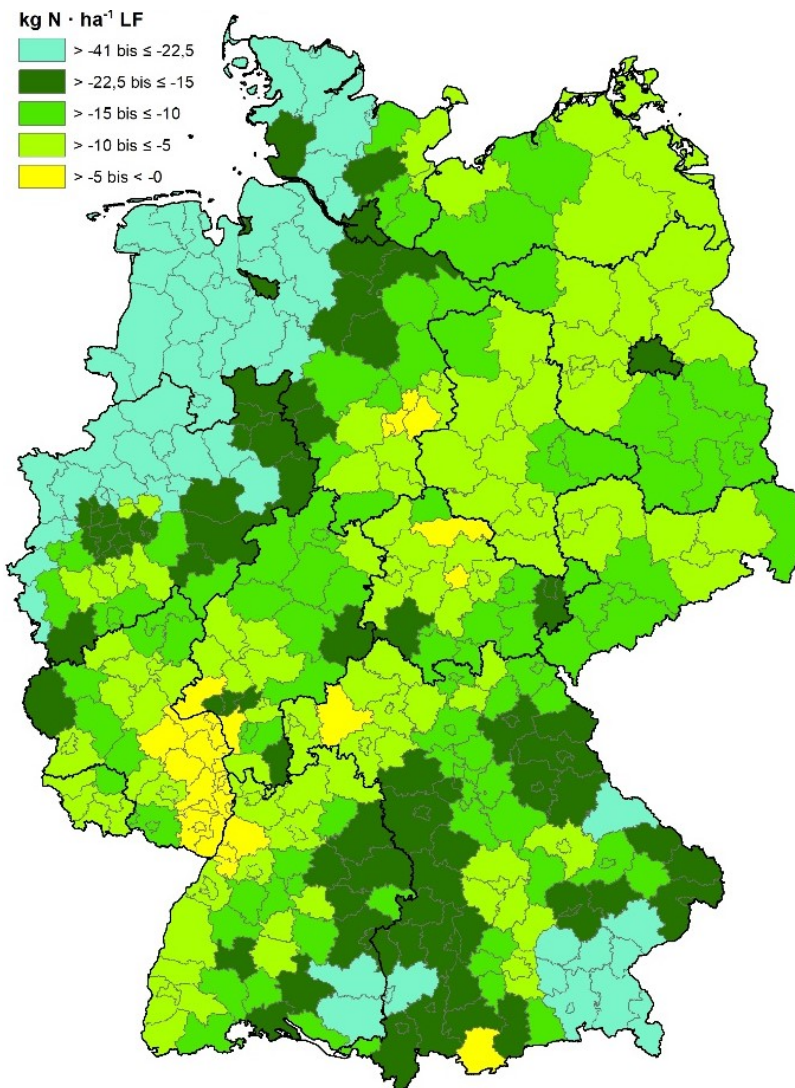 kg N · ha⁻¹ LF
> -41 bis ≤ -22,5
> -22,5 bis ≤ -15
> -15 bis ≤ -10
> -10 bis ≤ -5
> -5 bis < -0